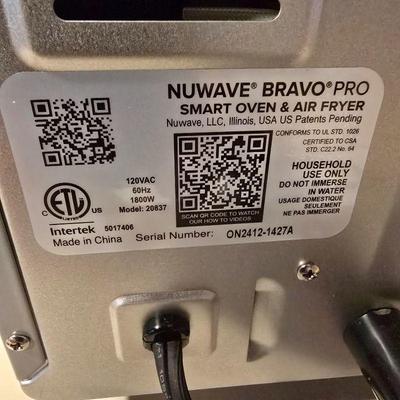 NUWAVE® BRAVO® PRO
SMART OVEN & AIR FRYER
Nuwave, LLC, Illinois, USA US Patents Pending
CONFORMS TO UL STD. 1026
CERTIFIED TO CSA
STD. C22.2 No. 64
120VAC
60Hz
1800W
Model: 20837
HOUSEHOLD
USE ONLY
DO NOT IMMERSE
IN WATER
USAGE DOMESTIQUE
SEULEMENT
NE PAS IMMERGER
C ETL US
LISTED
Intertek 5017406
SCAN QR CODE TO WATCH
OUR HOW TO VIDEOS
Made in China Serial Number: ON2412-1427A